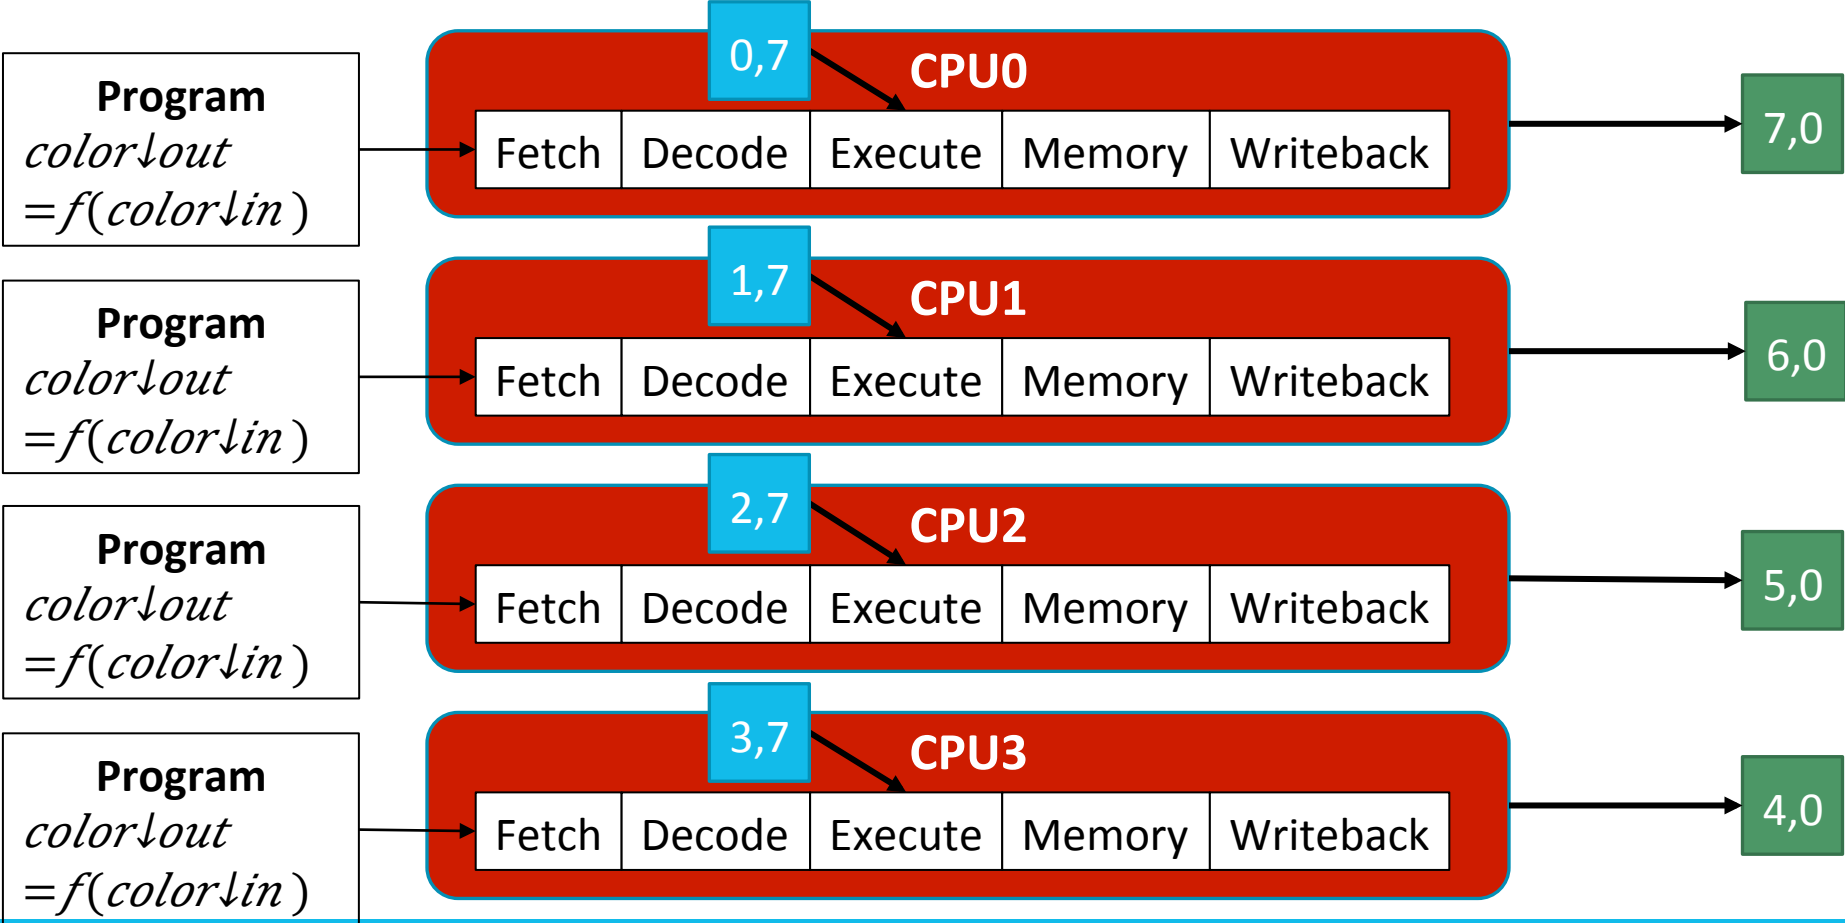 0,7
CPU0
Program
color↓out
=f(color↓in )
Fetch Decode Execute Memory Writeback
7,0
1,7
CPU1
Program
color↓out
=f(color↓in )
Fetch Decode Execute Memory Writeback
6,0
2,7
CPU2
Program
color↓out
=f(color↓in )
Fetch Decode Execute Memory Writeback
5,0
3,7
CPU3
Program
color↓out
=f(color↓in )
Fetch Decode Execute Memory Writeback
4,0